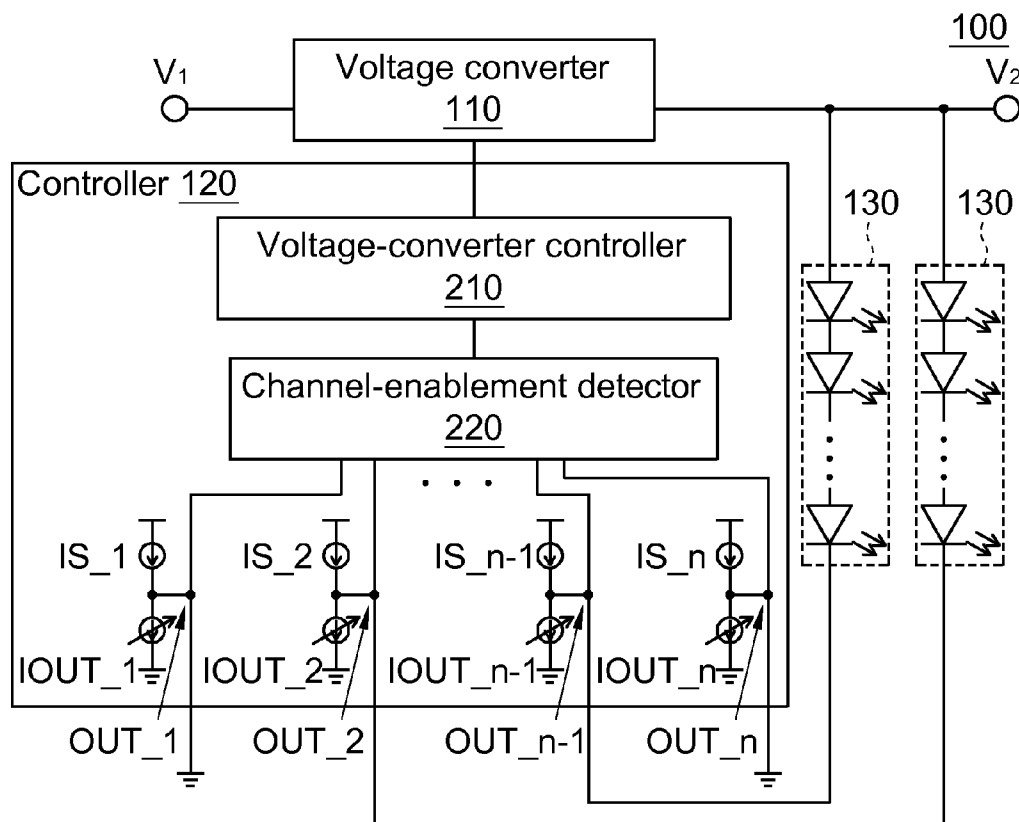 100
V1
Voltage converter
110
V2
Controller 120
130
130
Voltage-converter controller
210
Channel-enablement detector
220
IS_1
IS_2
IS_n-1
IS_n
IOUT_1
IOUT_2
IOUT_n-1
IOUT_n
OUT_1
OUT_2
OUT_n-1
OUT_n